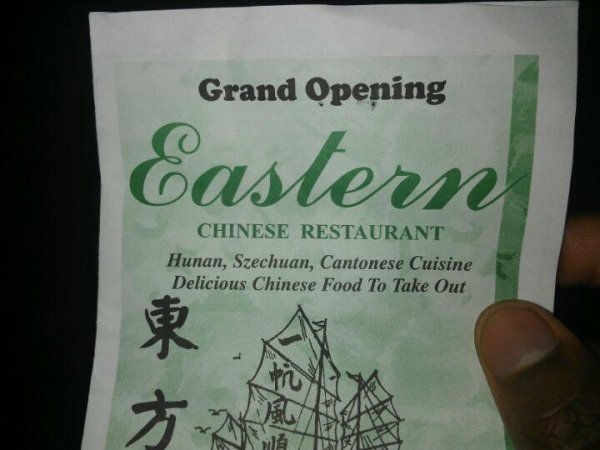 Grand Opening
Eastern
CHINESE RESTAURANT
Hunan, Szechuan, Cantonese Cuisine
Delicious Chinese Food To Take Out
東方
一帆風順